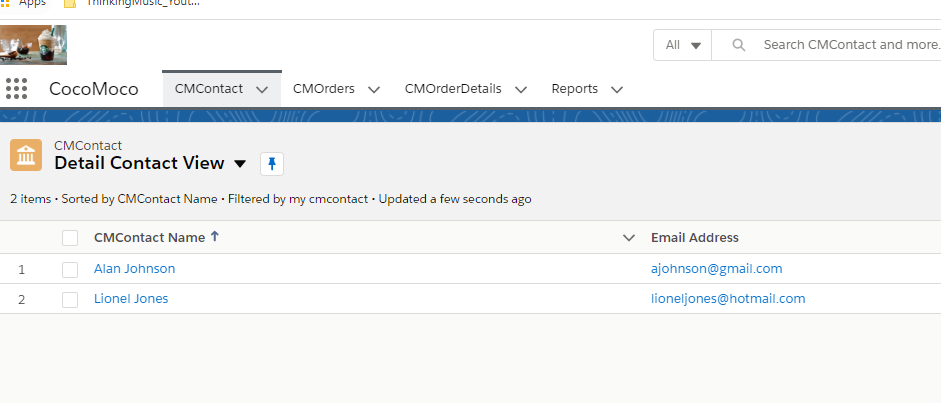 Apps ThinkingMusic_Yout...
All Search CMContact and more.
CocoMoco CMContact CMOrders CMOrderDetails Reports
CMContact
Detail Contact View
2 items • Sorted by CMContact Name • Filtered by my cmcontact • Updated a few seconds ago
CMContact Name Email Address
1 Alan Johnson ajohnson@gmail.com
2 Lionel Jones lioneljones@hotmail.com